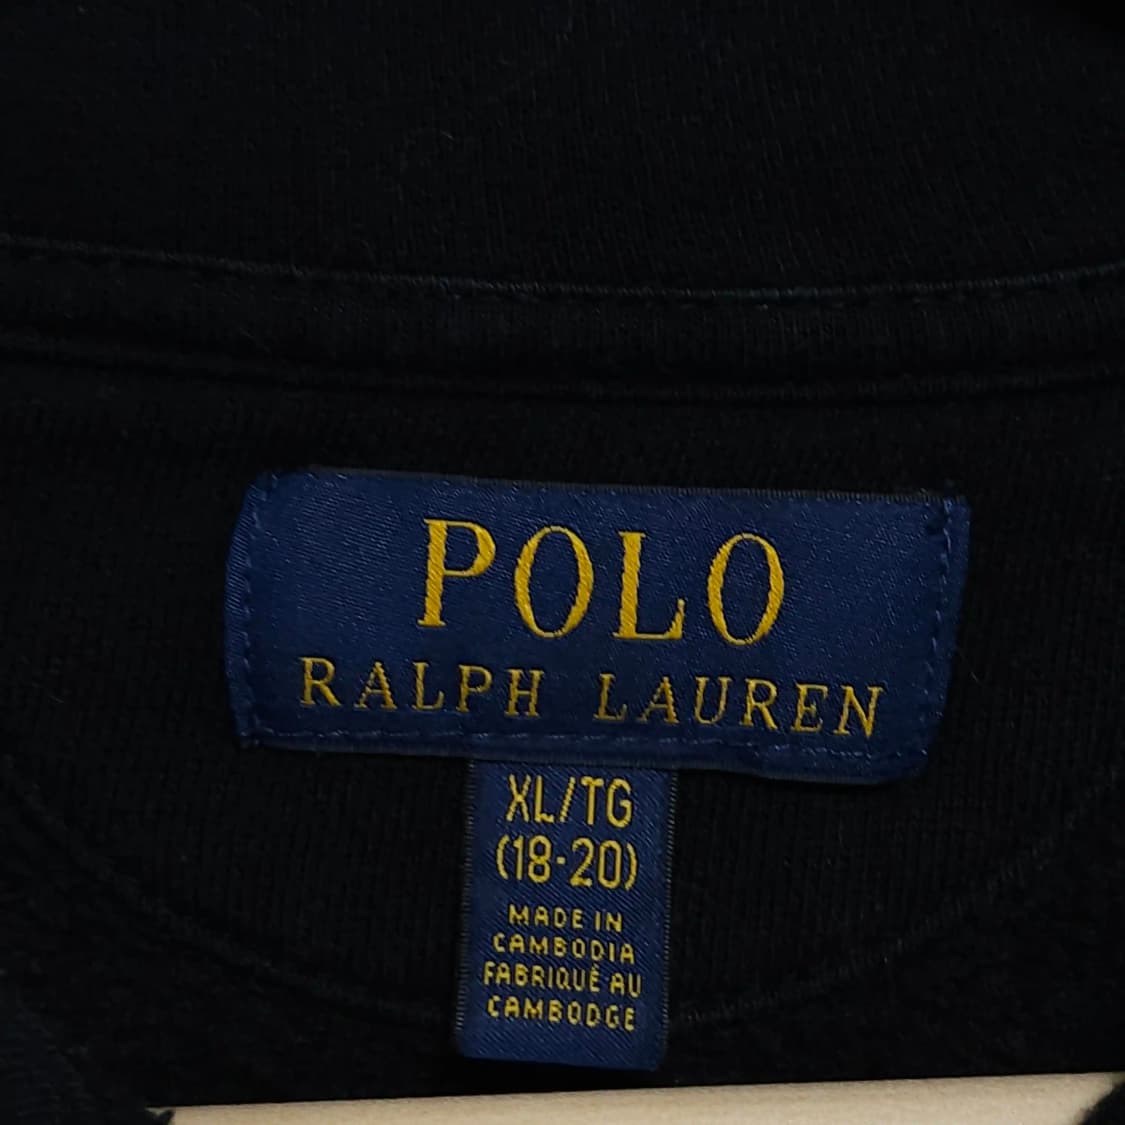 POLO
RALPH LAUREN
XL/TG
(18-20)
MADE IN
CAMBODIA
FABRIQUÉ AU
CAMBODGE